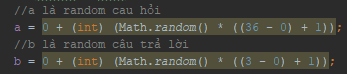 //a là random cau hỏi
a = 0 + (int) (Math.random() * ((36 - 0) + 1));
//b là random câu trả lời
b = 0 + (int) (Math.random() * ((3 - 0) + 1));